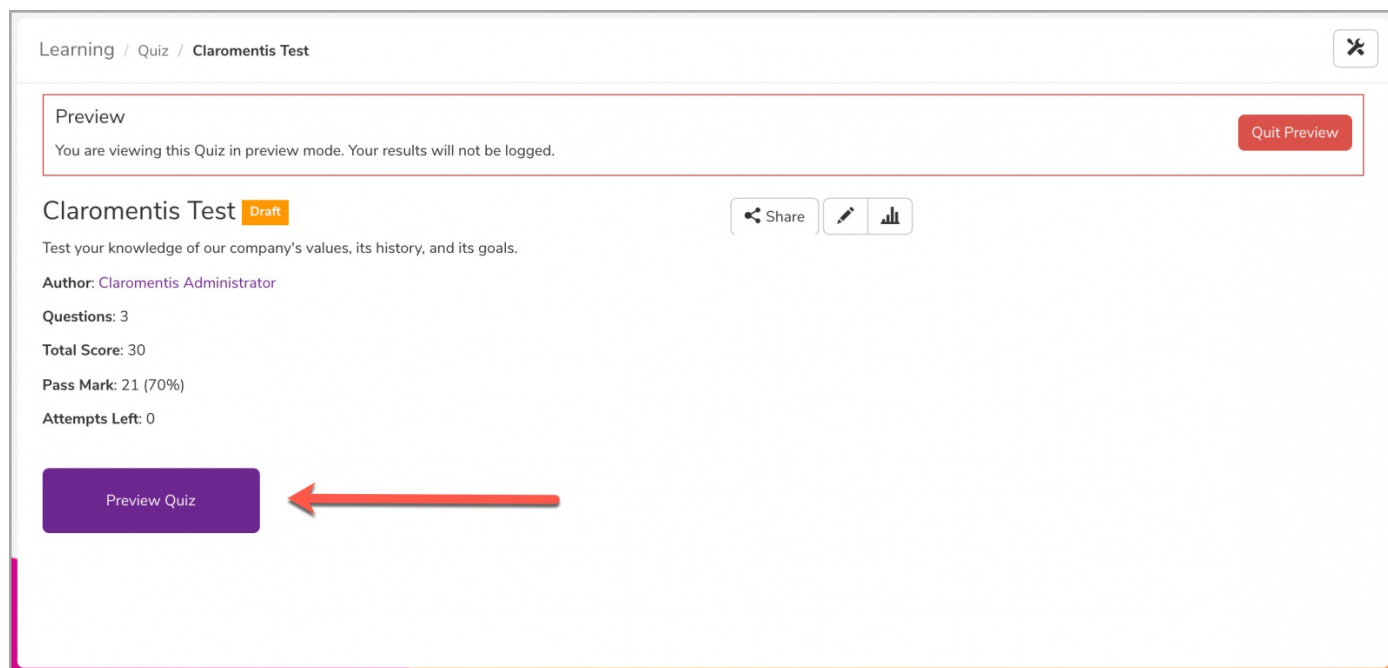 Learning / Quiz / Claromentis Test
Preview
You are viewing this Quiz in preview mode. Your results will not be logged.
Quit Preview
Claromentis Test Draft
Share
Test your knowledge of our company's values, its history, and its goals.
Author: Claromentis Administrator
Questions: 3
Total Score: 30
Pass Mark: 21 (70%)
Attempts Left: 0
Preview Quiz